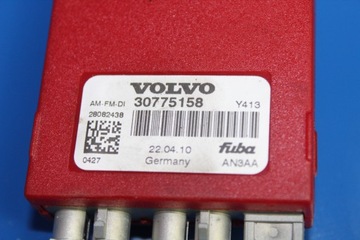 VOLVO
AM-FM-DI 30775158 Y413
28082438
22.04.10 fuba
0427 Germany AN3AA